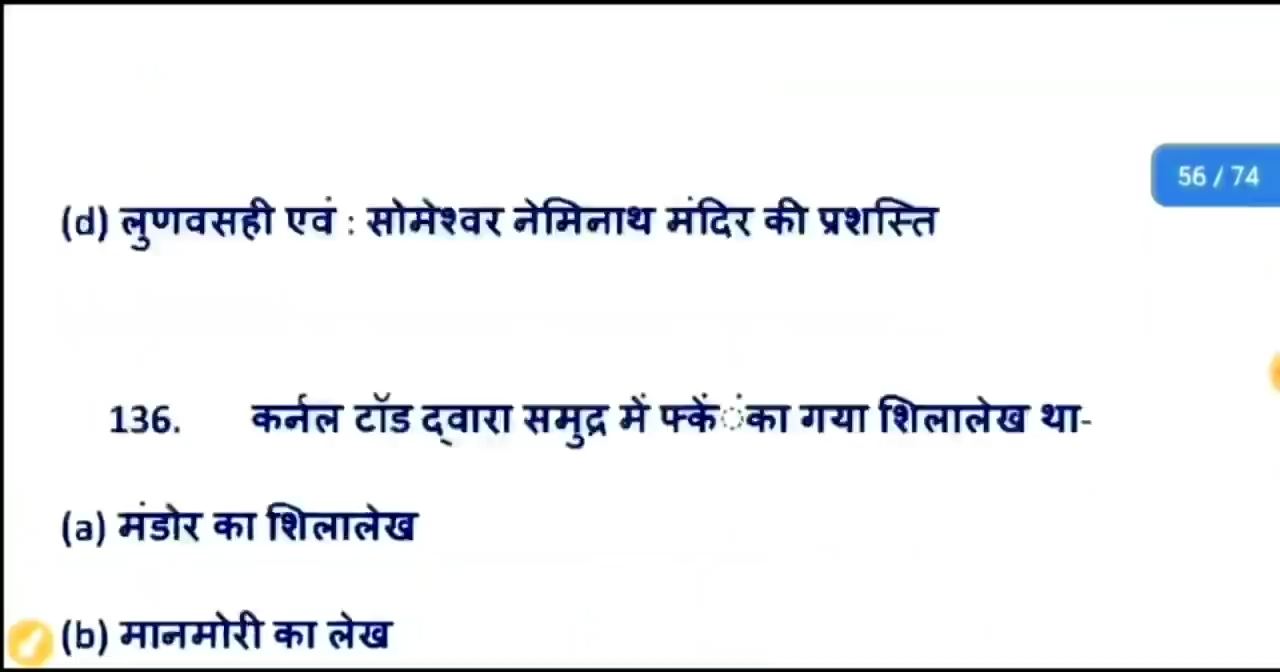 56 / 74
(d) लुणवसही एवं : सोमेश्वर नेमिनाथ मंदिर की प्रशस्ति
136. कर्नल टॉड द्वारा समुद्र में फ्कें ंका गया शिलालेख था-
(a) मंडोर का शिलालेख
(b) मानमोरी का लेख